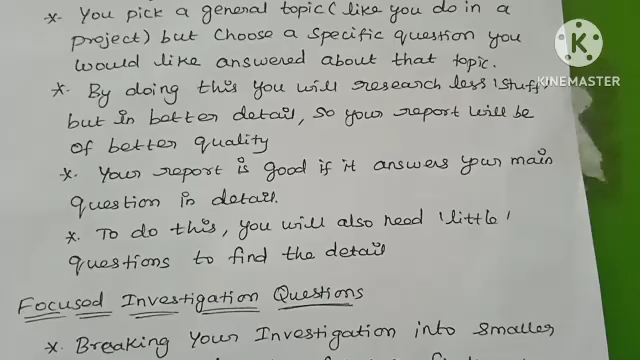 * You pick a general topic (like you do in a
project) but choose a specific question you
would like answered about that topic.
* By doing this you will research less 'stuff'
but in better detail, so your report will be
of better quality
* Your report is good if it answers your main
question in detail.
* To do this, you will also need 'little'
questions to find the detail
Focused Investigation Questions
* Breaking Your Investigation into smaller
KINEMASTER